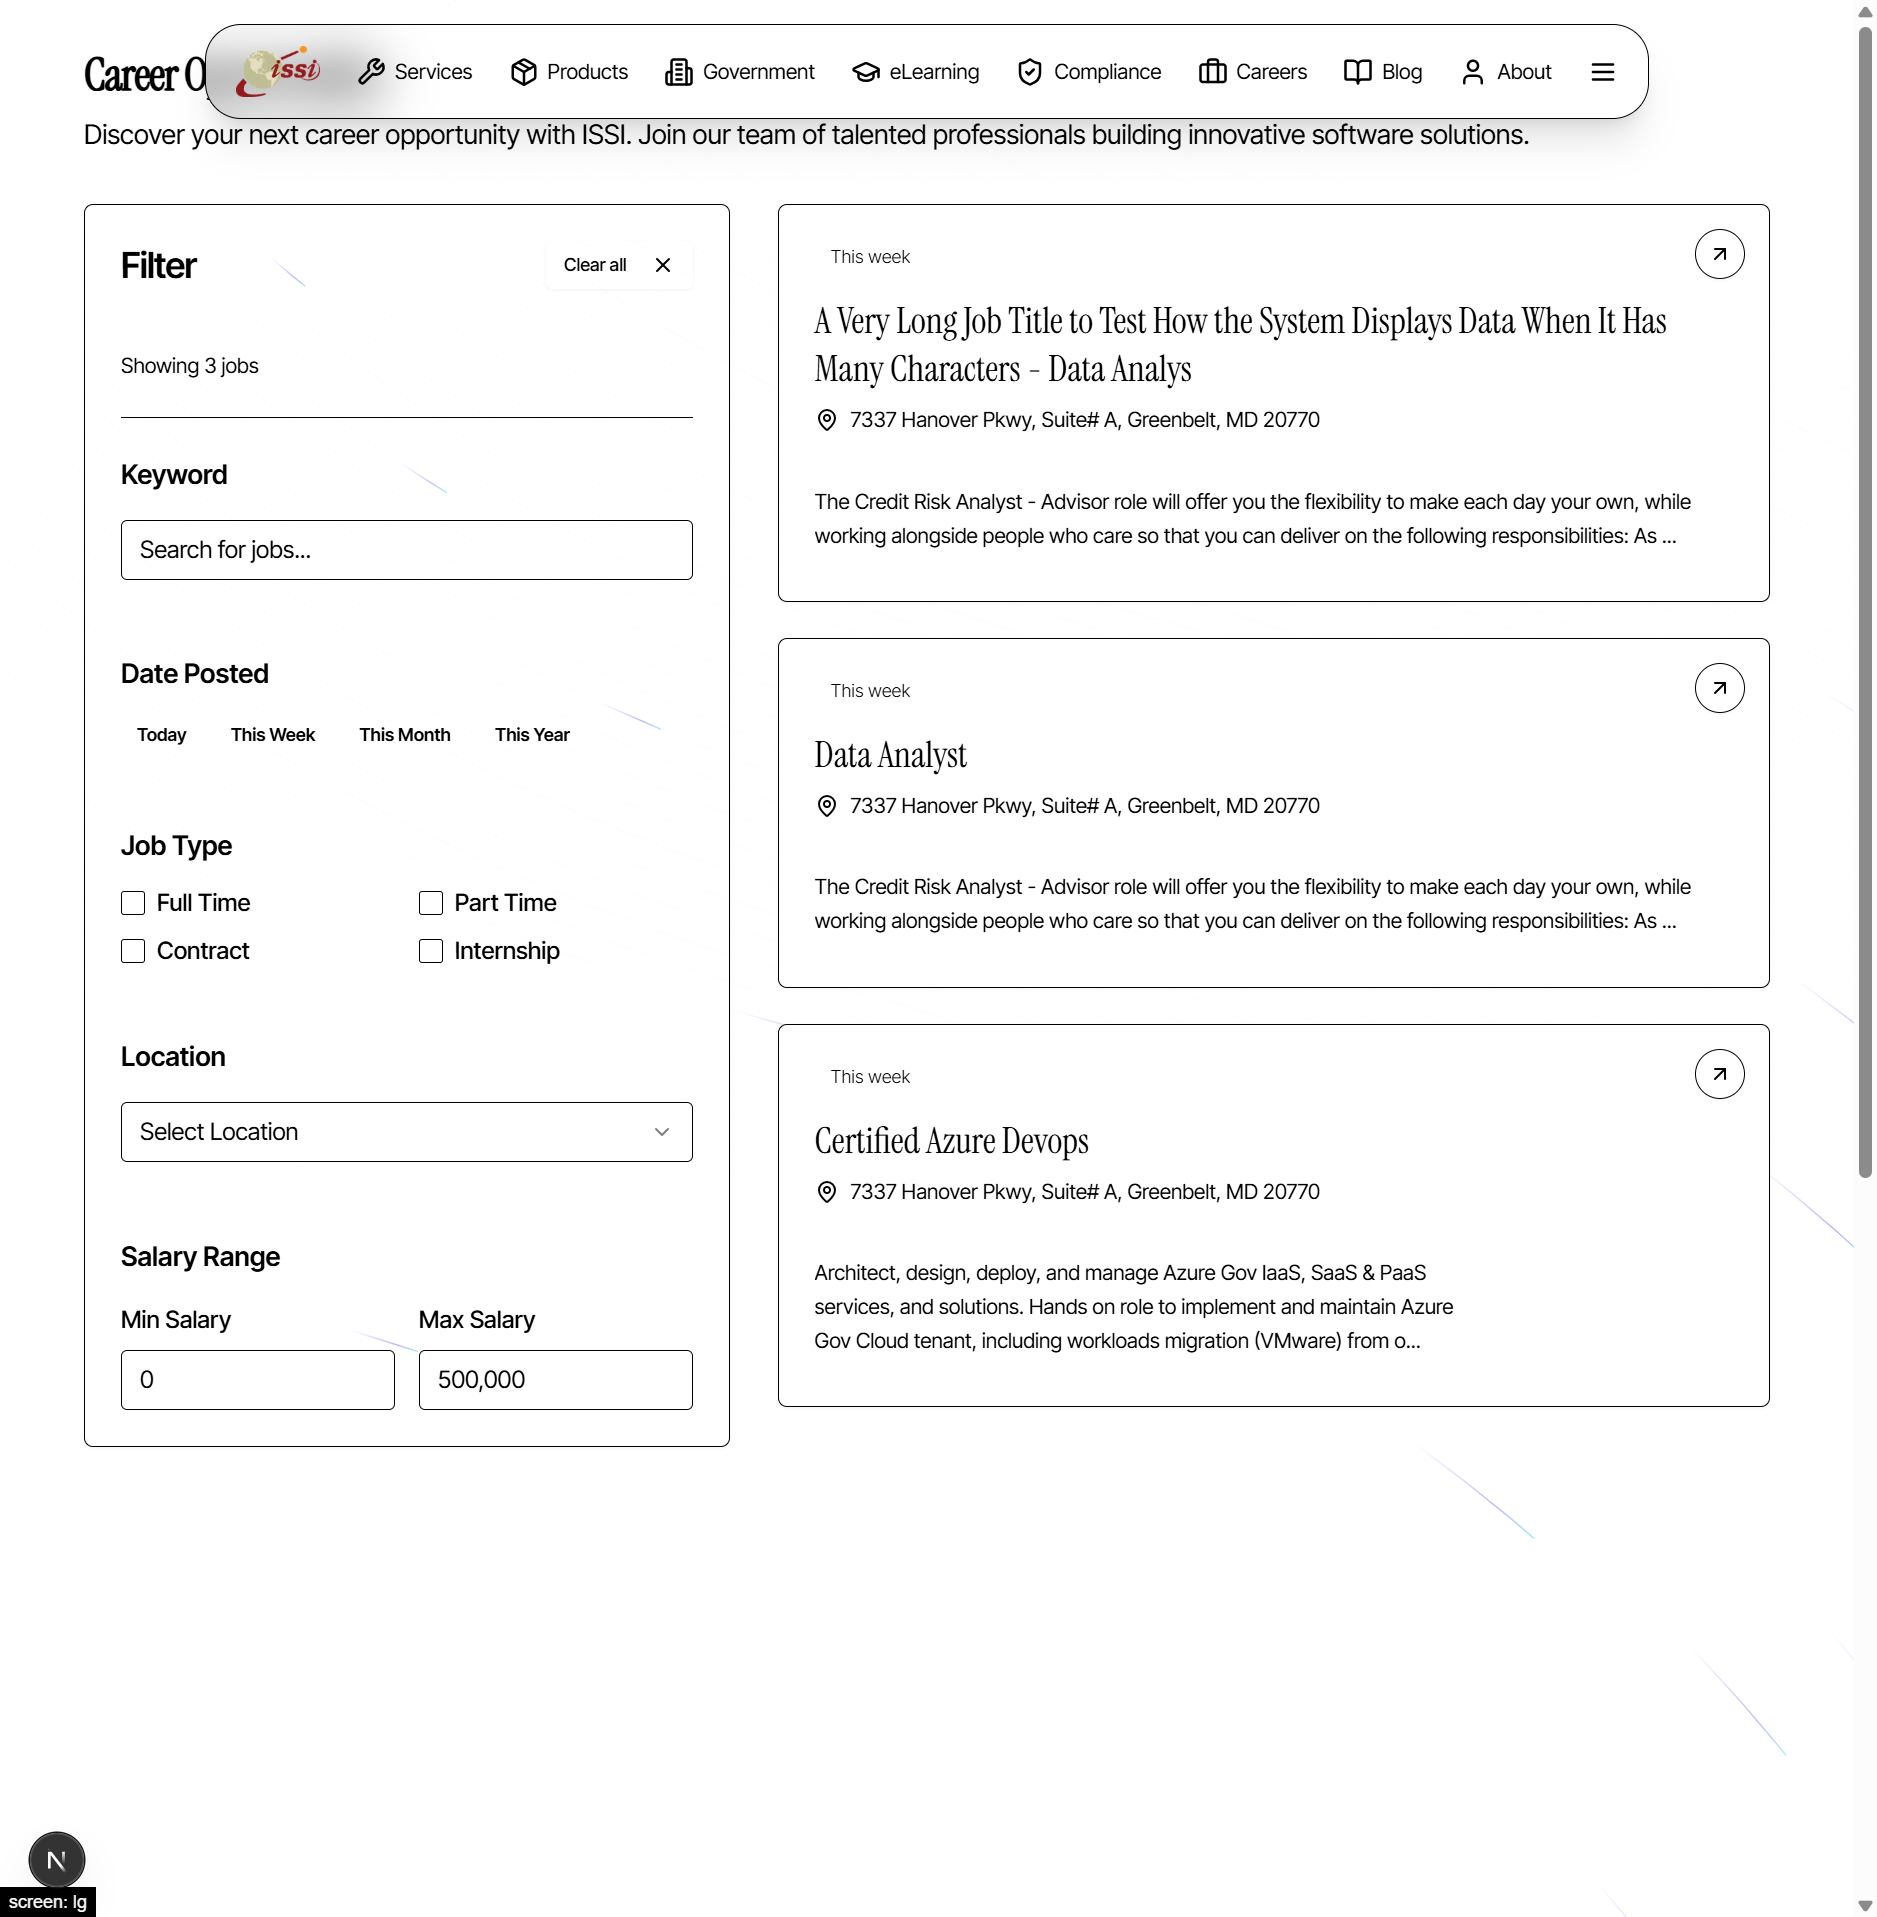 issi
Services
Products
Government
eLearning
Compliance
Careers
Blog
About
Career O
Discover your next career opportunity with ISSI. Join our team of talented professionals building innovative software solutions.
Filter
Clear all
Showing 3 jobs
Keyword
Search for jobs...
Date Posted
Today
This Week
This Month
This Year
Job Type
Full Time
Part Time
Contract
Internship
Location
Select Location
Salary Range
Min Salary
Max Salary
0
500,000
This week
A Very Long Job Title to Test How the System Displays Data When It Has
Many Characters - Data Analys
7337 Hanover Pkwy, Suite# A, Greenbelt, MD 20770
The Credit Risk Analyst - Advisor role will offer you the flexibility to make each day your own, while
working alongside people who care so that you can deliver on the following responsibilities: As ...
This week
Data Analyst
7337 Hanover Pkwy, Suite# A, Greenbelt, MD 20770
The Credit Risk Analyst - Advisor role will offer you the flexibility to make each day your own, while
working alongside people who care so that you can deliver on the following responsibilities: As ...
This week
Certified Azure Devops
7337 Hanover Pkwy, Suite# A, Greenbelt, MD 20770
Architect, design, deploy, and manage Azure Gov IaaS, SaaS & PaaS
services, and solutions. Hands on role to implement and maintain Azure
Gov Cloud tenant, including workloads migration (VMware) from o...
N
screen: lg